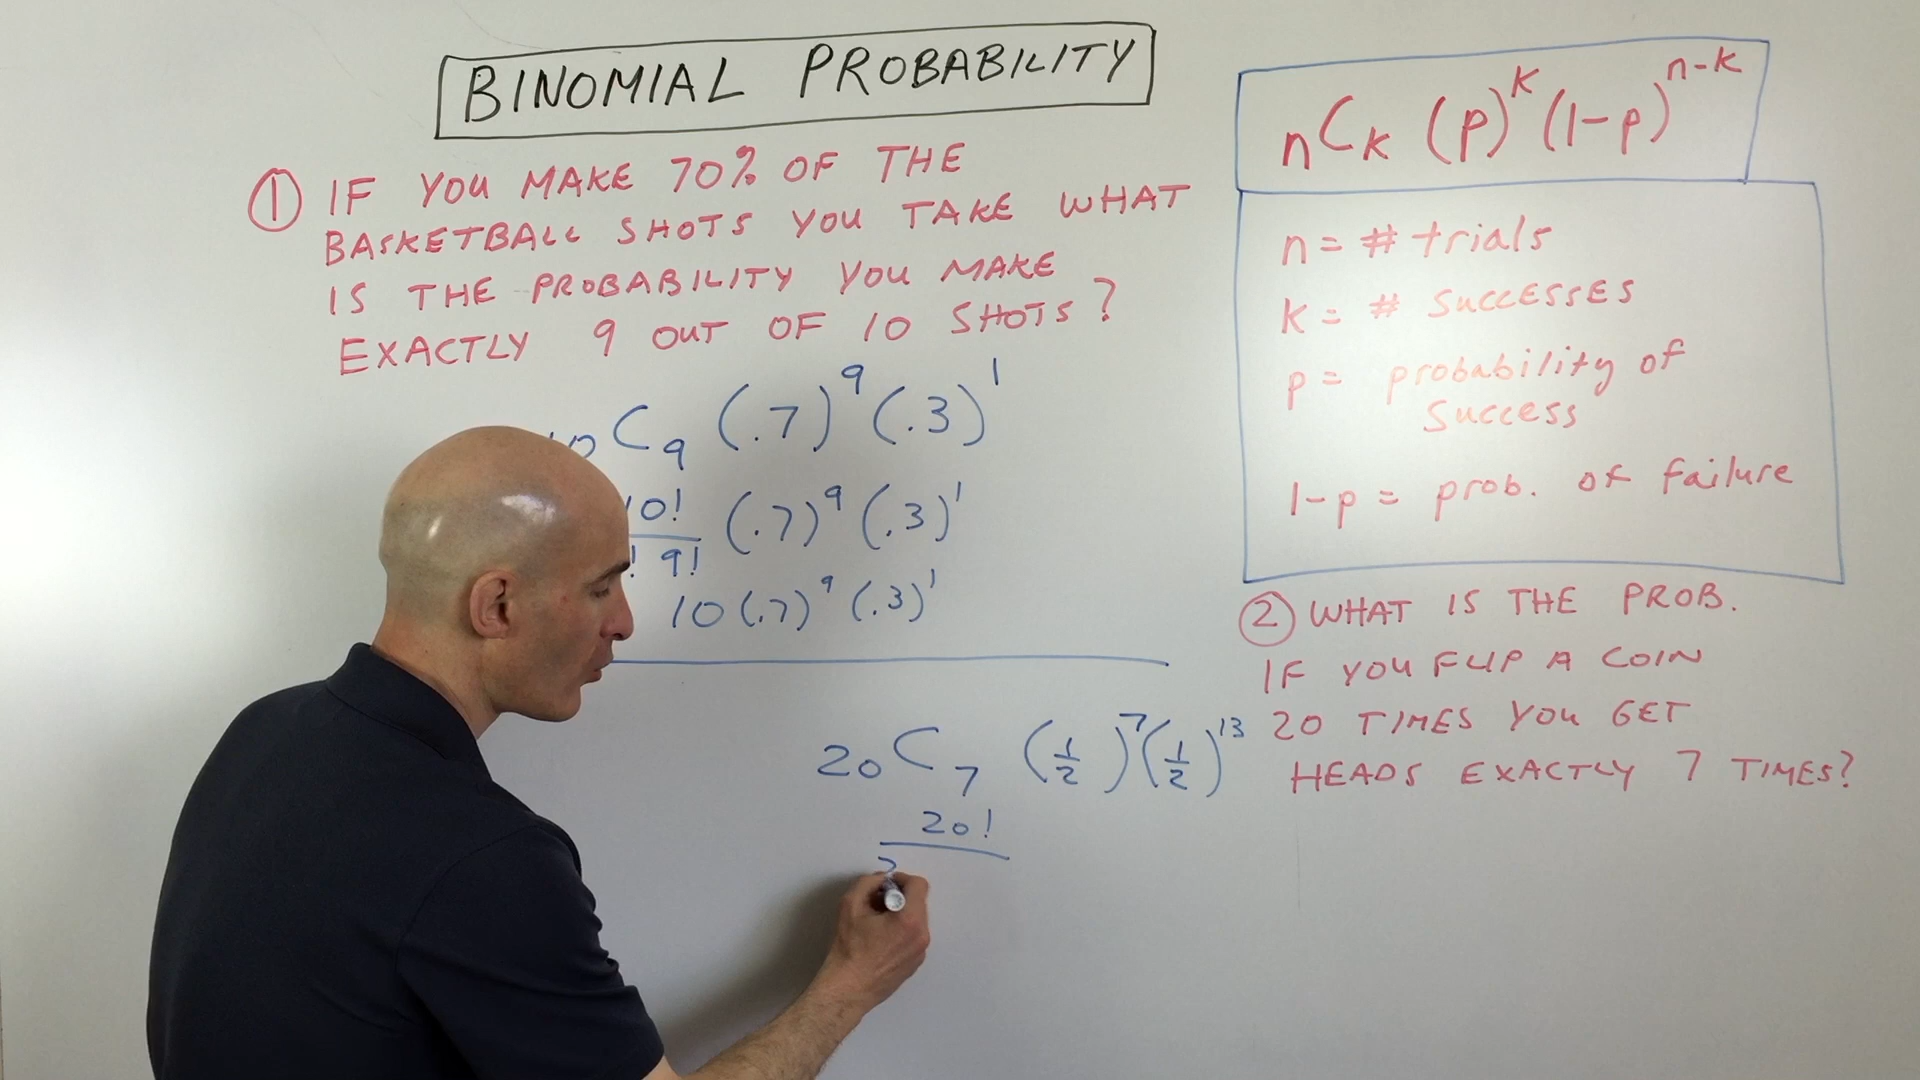 BINOMIAL PROBABILITY
① IF YOU MAKE 70% OF THE
BASKETBALL SHOTS YOU TAKE WHAT
IS THE PROBABILITY YOU MAKE
EXACTLY 9 OUT OF 10 SHOTS?
C₉ (.7)⁹ (.3)¹
10! (.7)⁹ (.3)¹
! 9!
10 (.7)⁹ (.3)¹
₂₀C₇ (1/2)⁷ (1/2)¹³
20!
nCk (p)^k (1-p)^n-k
n = # trials
k = # SuccessES
p = probability of
Success
1-p = prob. of failure
② WHAT IS THE PROB.
IF YOU FLIP A COIN
20 TIMES YOU GET
HEADS EXACTLY 7 TIMES?